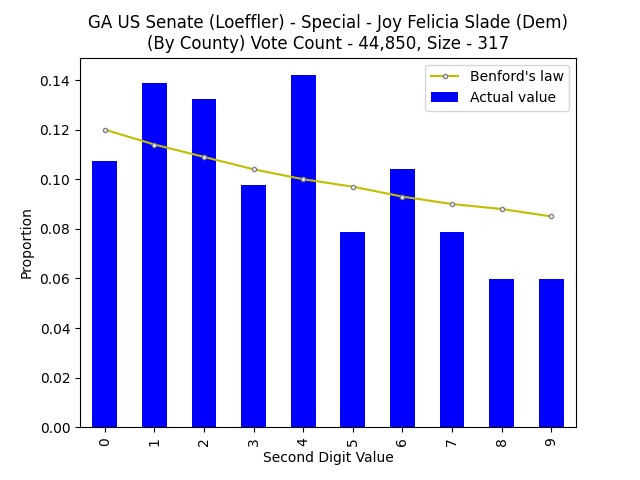 GA US Senate (Loeffler) - Special - Joy Felicia Slade (Dem)
(By County) Vote Count - 44,850, Size - 317
Benford's law
Actual value
0.14
0.12
0.10
0.08
0.06
0.04
0.02
0.00
Proportion
0 1 2 3 4 5 6 7 8 9
Second Digit Value